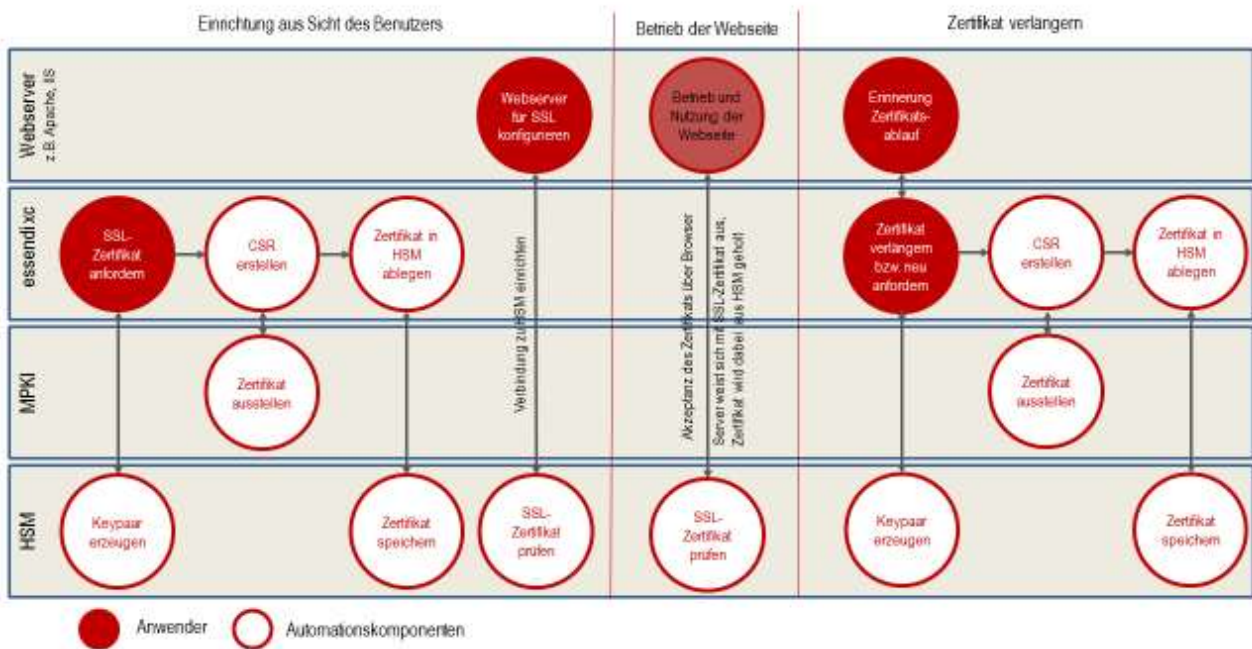 Einrichtung aus Sicht des Benutzers
Betrieb der Webseite
Zertifikat verlängern
Webserver
z.B. Apache, IIS
Webserver
für SSL
konfigurieren
Betrieb und
Nutzung der
Webseite
Erinnerung
Zertifikats-
ablauf
essendi xc
SSL-
Zertifikat
anfordern
CSR
erstellen
Zertifikat in
HSM
ablegen
Verbindung zu HSM einrichten
Akzeptanz des Zertifikats über Browser
Server weist sich mit SSL-Zertifikat aus,
Zertifikat wird dabei aus HSM geholt
Zertifikat
verlängern
bzw. neu
anfordern
CSR
erstellen
Zertifikat in
HSM
ablegen
MPKI
Zertifikat
ausstellen
Zertifikat
ausstellen
HSM
Keypaar
erzeugen
Zertifikat
speichern
SSL-
Zertifikat
prüfen
SSL-
Zertifikat
prüfen
Keypaar
erzeugen
Zertifikat
speichern
Anwender
Automationskomponenten